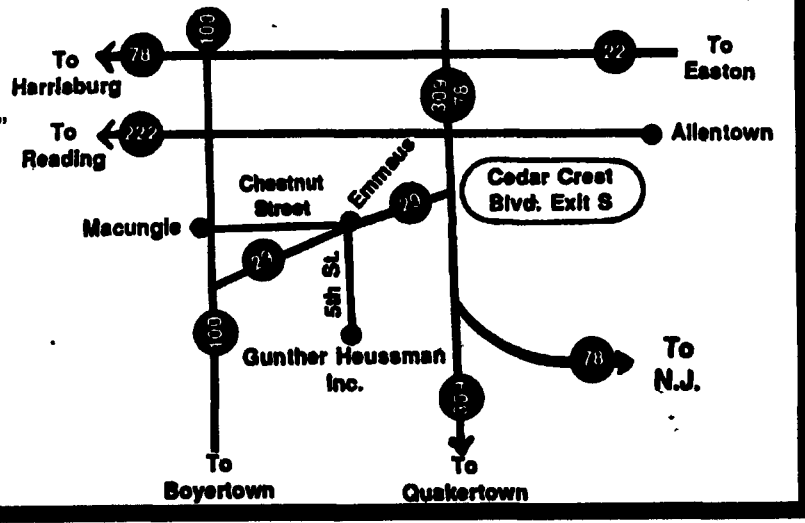 100
To
Harrisburg
78
22
To
Easton
309
78
”
To
Reading
222
Allentown
Emmaus
Chestnut
Street
29
Cedar Crest
Blvd. Exit S
Macungie
29
5th St.
100
Gunther Heussman
Inc.
78
To
N.J.
To
Boyertown
To
Quakertown